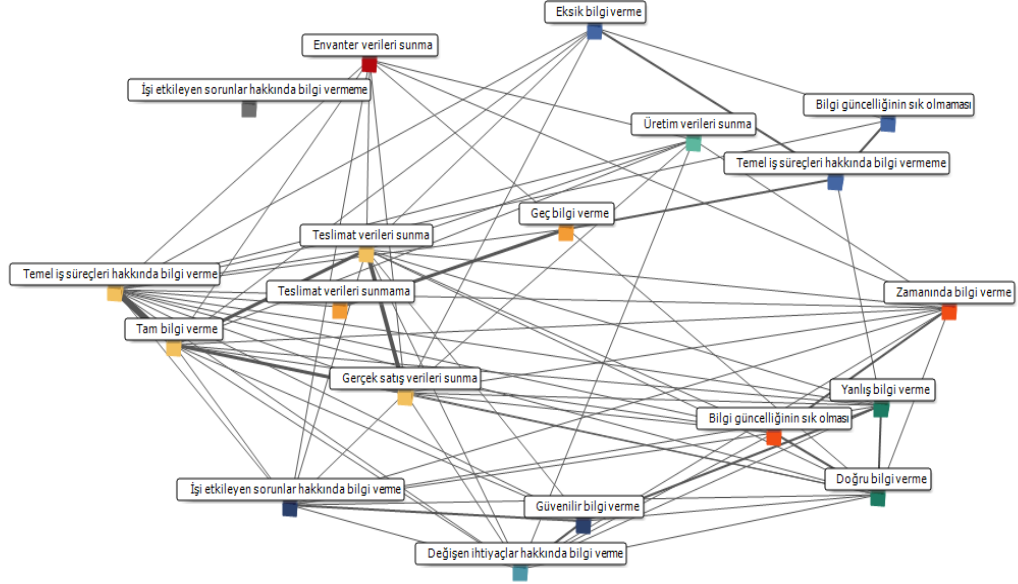 Eksik bilgi verme
Envanter verileri sunma
İşi etkileyen sorunlar hakkında bilgi vermeme
Bilgi güncelliğinin sık olmaması
Üretim verileri sunma
Temel iş süreçleri hakkında bilgi vermeme
Geç bilgi verme
Teslimat verileri sunma
Temel iş süreçleri hakkında bilgi verme
Teslimat verileri sunmama
Zamanında bilgi verme
Tam bilgi verme
Gerçek satış verileri sunma
Yanlış bilgi verme
Bilgi güncelliğinin sık olması
Doğru bilgi verme
İşi etkileyen sorunlar hakkında bilgi verme
Güvenilir bilgi verme
Değişen ihtiyaçlar hakkında bilgi verme